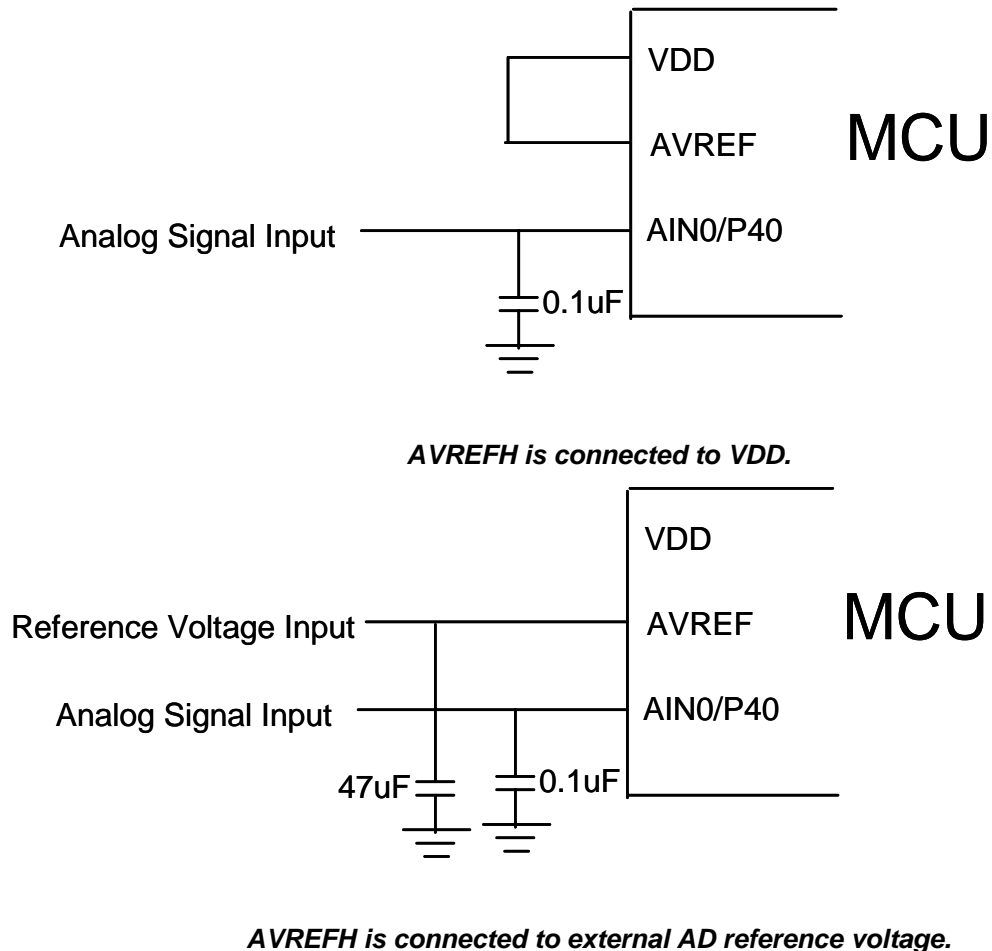 VDD
AVREF
MCU
Analog Signal Input
AIN0/P40
0.1uF
AVREFH is connected to VDD.
VDD
Reference Voltage Input
AVREF
MCU
Analog Signal Input
AIN0/P40
47uF
0.1uF
AVREFH is connected to external AD reference voltage.